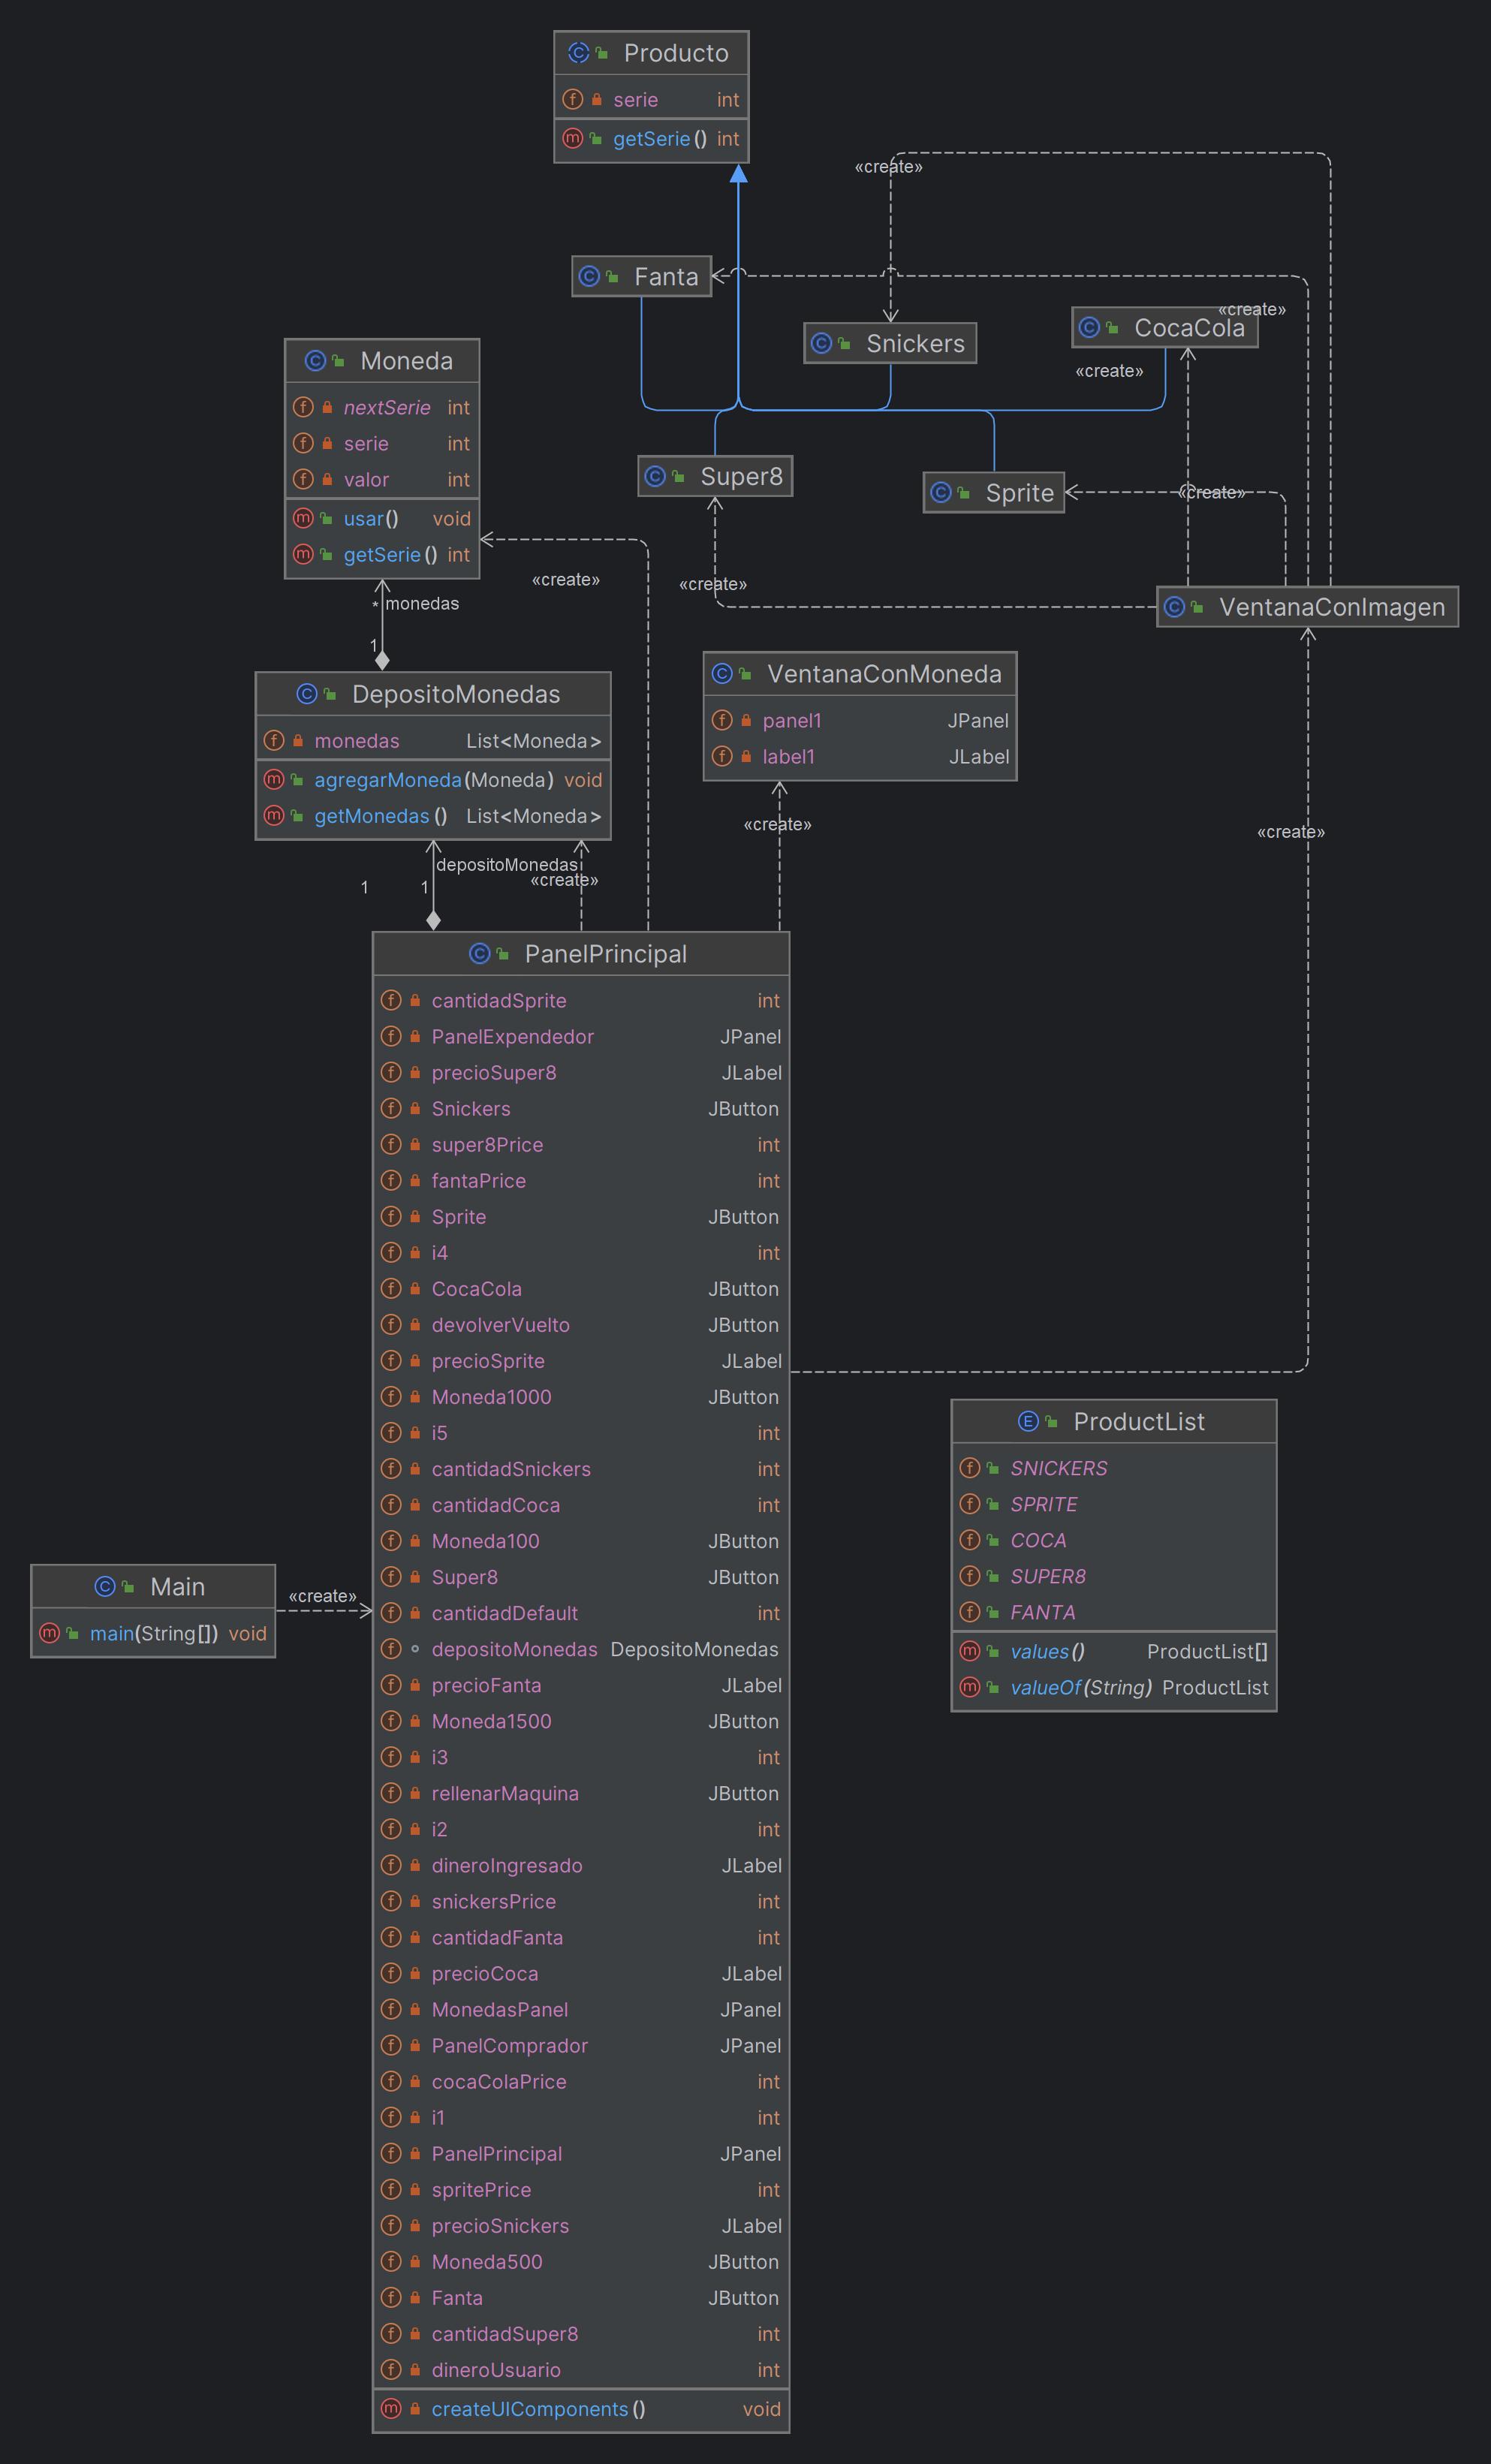 Producto
serie int
getSerie() int
«create»
Fanta
«create»
Snickers
CocaCola
«create»
Moneda
nextSerie int
serie int
valor int
usar() void
getSerie() int
Super8
Sprite
«create»
«create»
«create»
* monedas
1
VentanaConImagen
DepositoMonedas
monedas List<Moneda>
agregarMoneda(Moneda) void
getMonedas() List<Moneda>
VentanaConMoneda
panel1 JPanel
label1 JLabel
«create»
«create»
depositoMonedas
«create»
1 1
PanelPrincipal
cantidadSprite int
PanelExpendedor JPanel
precioSuper8 JLabel
Snickers JButton
super8Price int
fantaPrice int
Sprite JButton
i4 int
CocaCola JButton
devolverVuelto JButton
precioSprite JLabel
Moneda1000 JButton
i5 int
cantidadSnickers int
cantidadCoca int
Moneda100 JButton
Super8 JButton
cantidadDefault int
depositoMonedas DepositoMonedas
precioFanta JLabel
Moneda1500 JButton
i3 int
rellenarMaquina JButton
i2 int
dineroIngresado JLabel
snickersPrice int
cantidadFanta int
precioCoca JLabel
MonedasPanel JPanel
PanelComprador JPanel
cocaColaPrice int
i1 int
PanelPrincipal JPanel
spritePrice int
precioSnickers JLabel
Moneda500 JButton
Fanta JButton
cantidadSuper8 int
dineroUsuario int
createUIComponents() void
ProductList
SNICKERS
SPRITE
COCA
SUPER8
FANTA
values() ProductList[]
valueOf(String) ProductList
Main
main(String[]) void
«create»